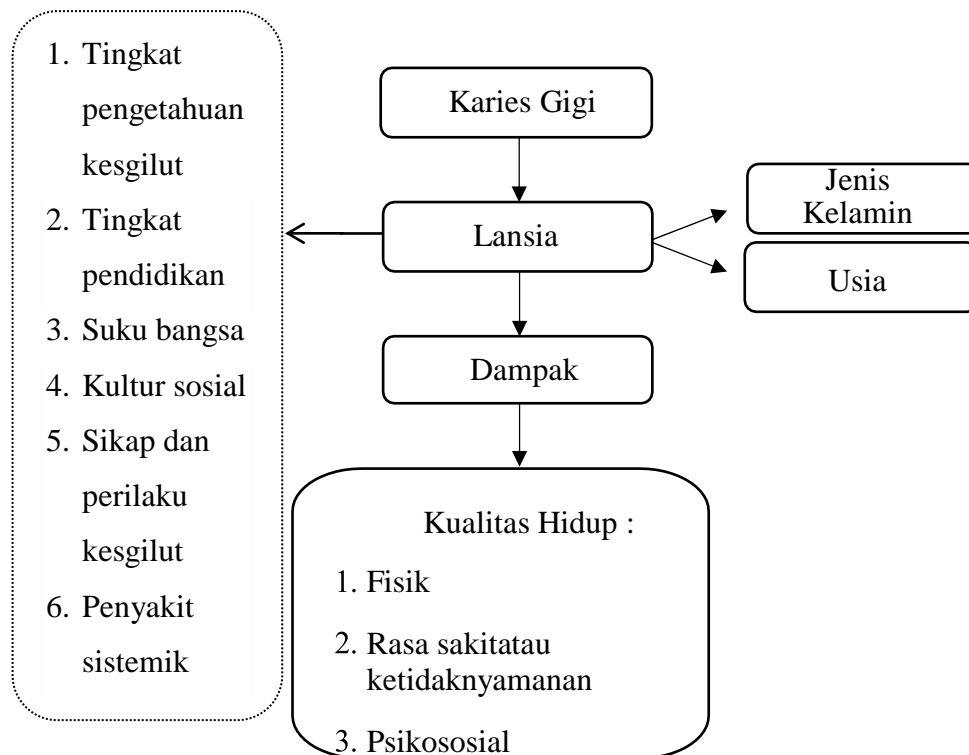 1. Tingkat
pengetahuan
kesgilut
2. Tingkat
pendidikan
3. Suku bangsa
4. Kultur sosial
5. Sikap dan
perilaku
kesgilut
6. Penyakit
sistemik
Karies Gigi
Lansia
Jenis
Kelamin
Usia
Dampak
Kualitas Hidup :
1. Fisik
2. Rasa sakitatau
ketidaknyamanan
3. Psikososial